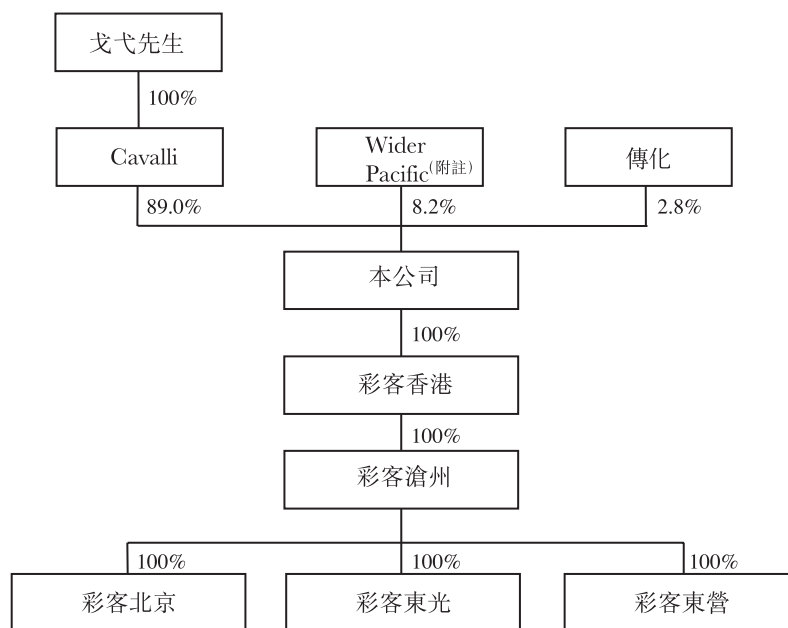 戈弋先生
100%
Cavalli
Wider
Pacific(附註)
傳化
89.0%
8.2%
2.8%
本公司
100%
彩客香港
100%
彩客滄州
100%
100%
100%
彩客北京
彩客東光
彩客東營